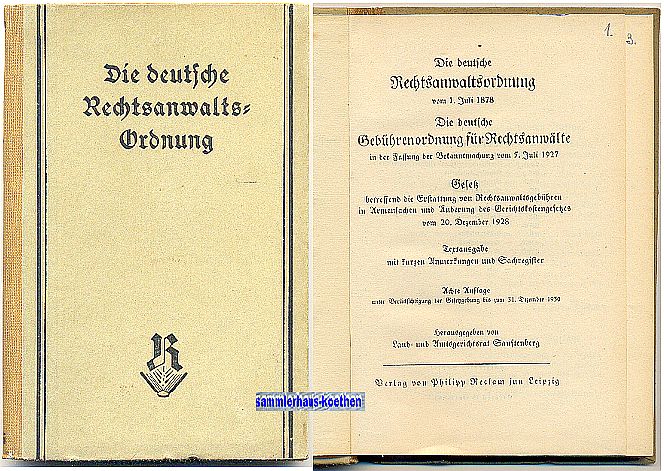 Die deutsche
Rechtsanwalts-
Ordnung
R
sammlerhaus-koethen
1. 3.
Die deutsche
Rechtsanwaltsordnung
vom 1. Juli 1878
Die deutsche
Gebührenordnung für Rechtsanwälte
in der Fassung der Bekanntmachung vom 5. Juli 1927
Gesetz
betreffend die Erstattung von Rechtsanwaltsgebühren
in Armensachen und Änderung des Gerichtskostengesetzes
vom 20. Dezember 1928
Textausgabe
mit kurzen Anmerkungen und Sachregister
Achte Auflage
unter Berücksichtigung der Gesetzgebung bis zum 31. Dezember 1930
Herausgegeben von
Land- und Amtsgerichtsrat Sauftenberg
Verlag von Philipp Reclam jun Leipzig